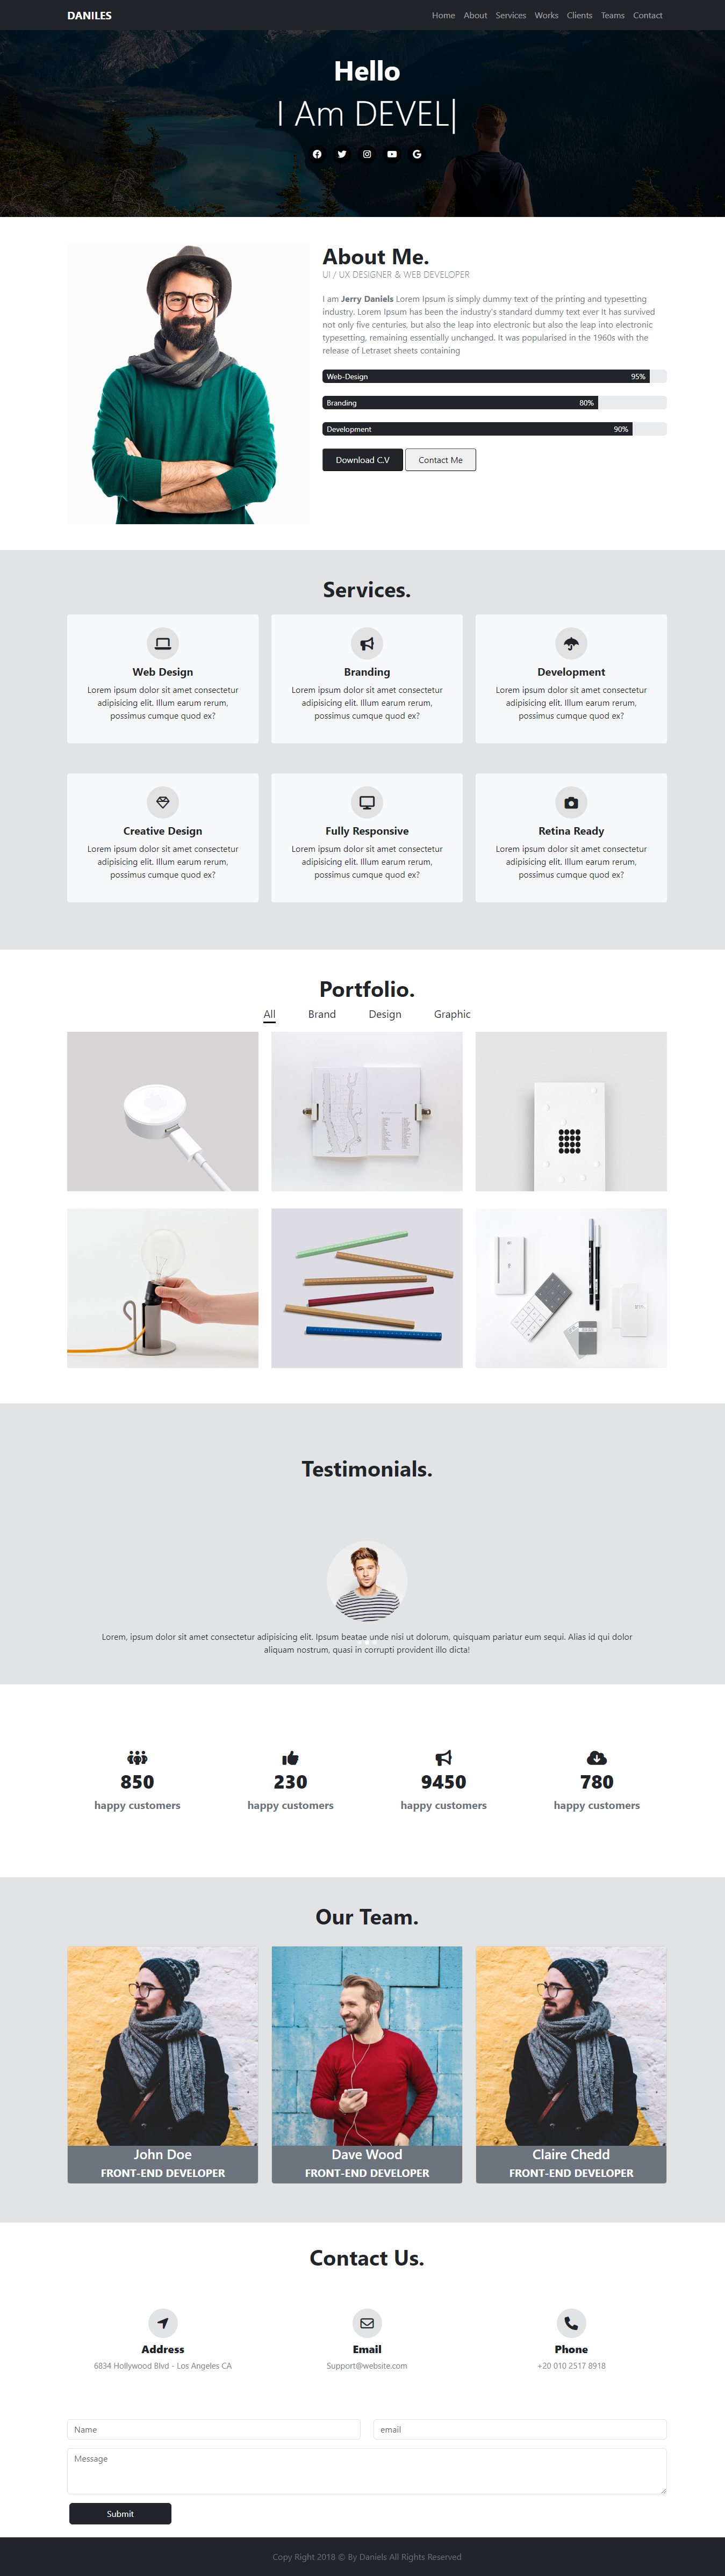 DANILES
Home About Services Works Clients Teams Contact
Hello
I Am DEVEL|
About Me.
UI / UX DESIGNER & WEB DEVELOPER
I am Jerry Daniels Lorem Ipsum is simply dummy text of the printing and typesetting
industry. Lorem Ipsum has been the industry's standard dummy text ever It has survived
not only five centuries, but also the leap into electronic but also the leap into electronic
typesetting, remaining essentially unchanged. It was popularised in the 1960s with the
release of Letraset sheets containing
Web-Design 95%
Branding 80%
Development 90%
Download C.V Contact Me
Services.
Web Design
Lorem ipsum dolor sit amet consectetur
adipisicing elit. Illum earum rerum,
possimus cumque quod ex?
Branding
Lorem ipsum dolor sit amet consectetur
adipisicing elit. Illum earum rerum,
possimus cumque quod ex?
Development
Lorem ipsum dolor sit amet consectetur
adipisicing elit. Illum earum rerum,
possimus cumque quod ex?
Creative Design
Lorem ipsum dolor sit amet consectetur
adipisicing elit. Illum earum rerum,
possimus cumque quod ex?
Fully Responsive
Lorem ipsum dolor sit amet consectetur
adipisicing elit. Illum earum rerum,
possimus cumque quod ex?
Retina Ready
Lorem ipsum dolor sit amet consectetur
adipisicing elit. Illum earum rerum,
possimus cumque quod ex?
Portfolio.
All Brand Design Graphic
Testimonials.
Lorem, ipsum dolor sit amet consectetur adipisicing elit. Ipsum beatae unde nisi ut dolorum, quisquam pariatur eum sequi. Alias id qui dolor
aliquam nostrum, quasi in corrupti provident illo dicta!
850
happy customers
230
happy customers
9450
happy customers
780
happy customers
Our Team.
John Doe
FRONT-END DEVELOPER
Dave Wood
FRONT-END DEVELOPER
Claire Chedd
FRONT-END DEVELOPER
Contact Us.
Address
6834 Hollywood Blvd - Los Angeles CA
Email
Support@website.com
Phone
+20 010 2517 8918
Name
email
Message
Submit
Copy Right 2018 © By Daniels All Rights Reserved